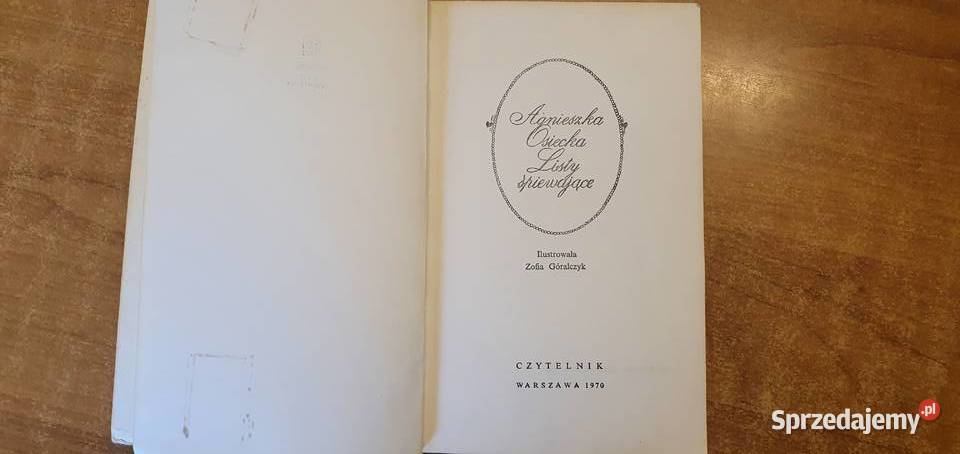 Agnieszka
Osiecka
Listy
śpiewające
Ilustrowała
Zofia Góralczyk
CZYTELNIK
WARSZAWA 1970
Sprzedajemy.pl